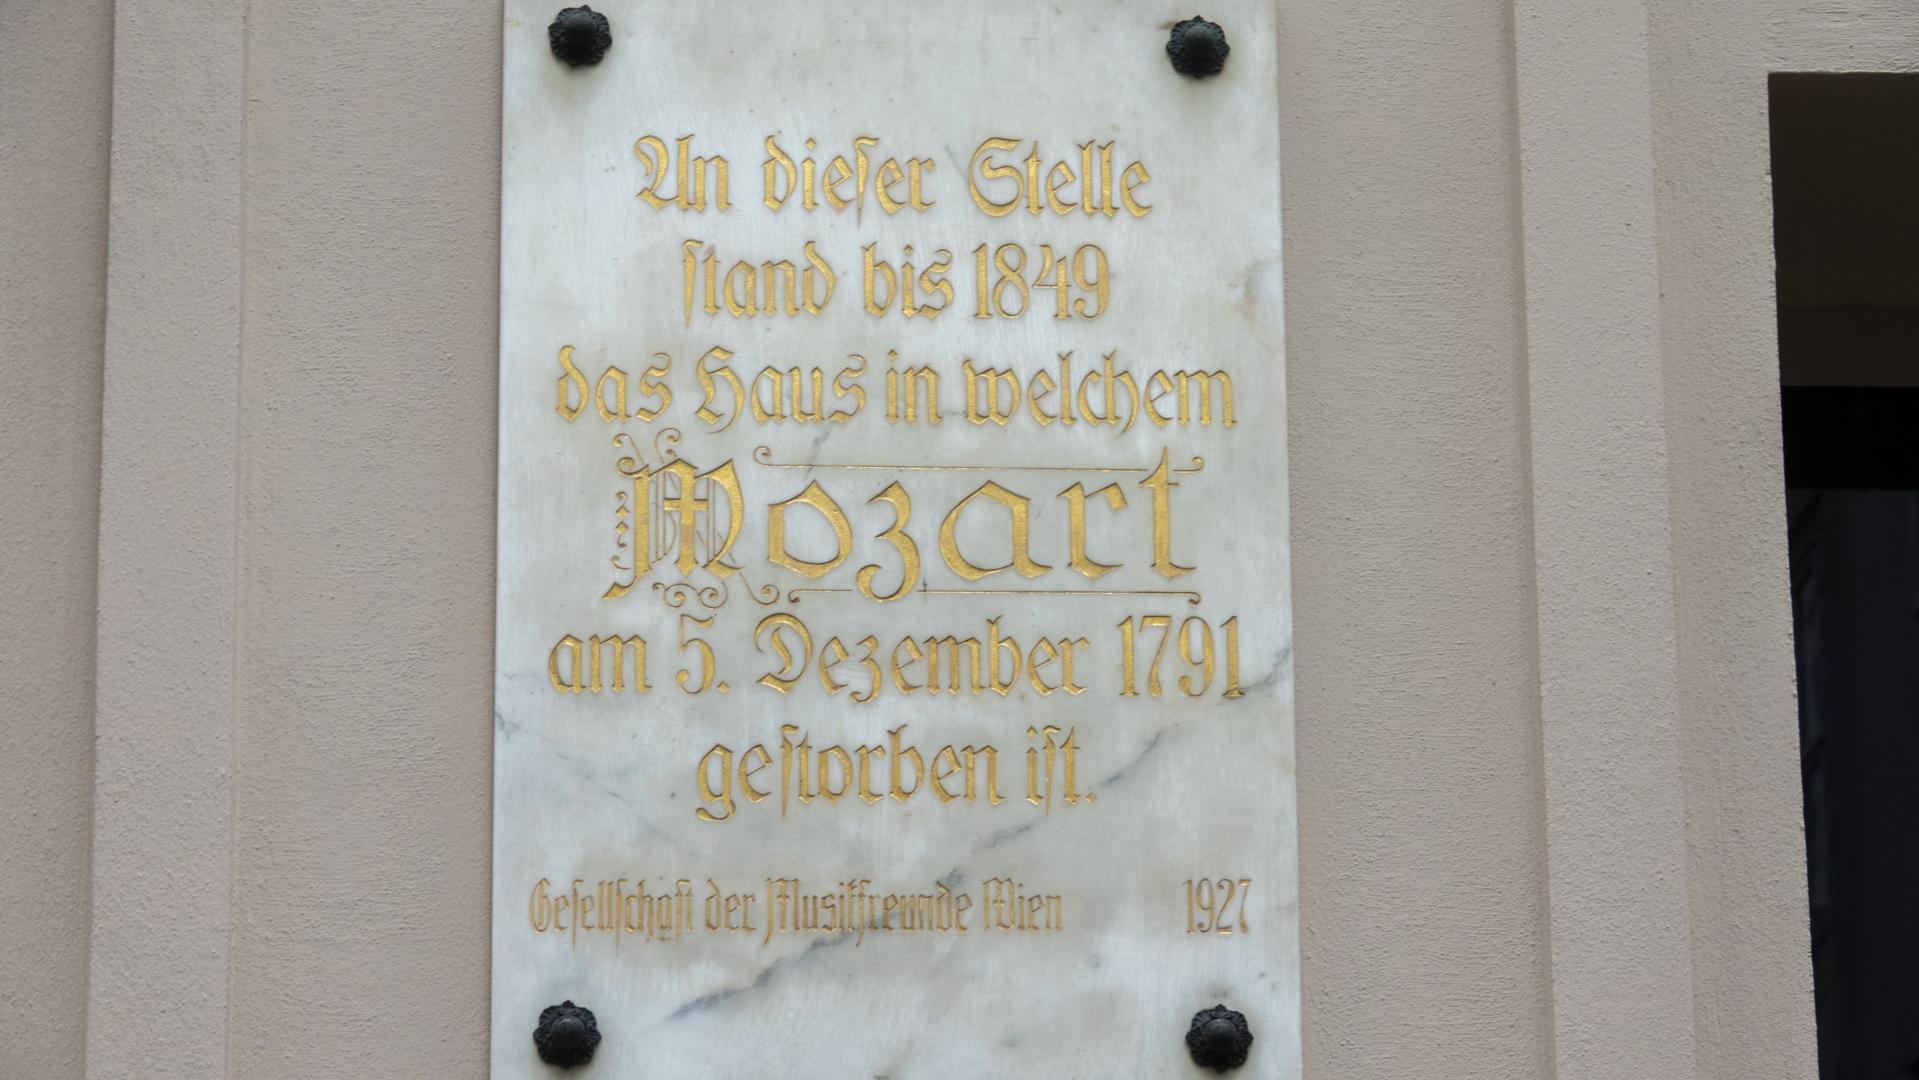 An dieser Stelle
stand bis 1849
das Haus in welchem
Mozart
am 5. Dezember 1791
gestorben ist.
Gesellschaft der Musikfreunde Wien 1927